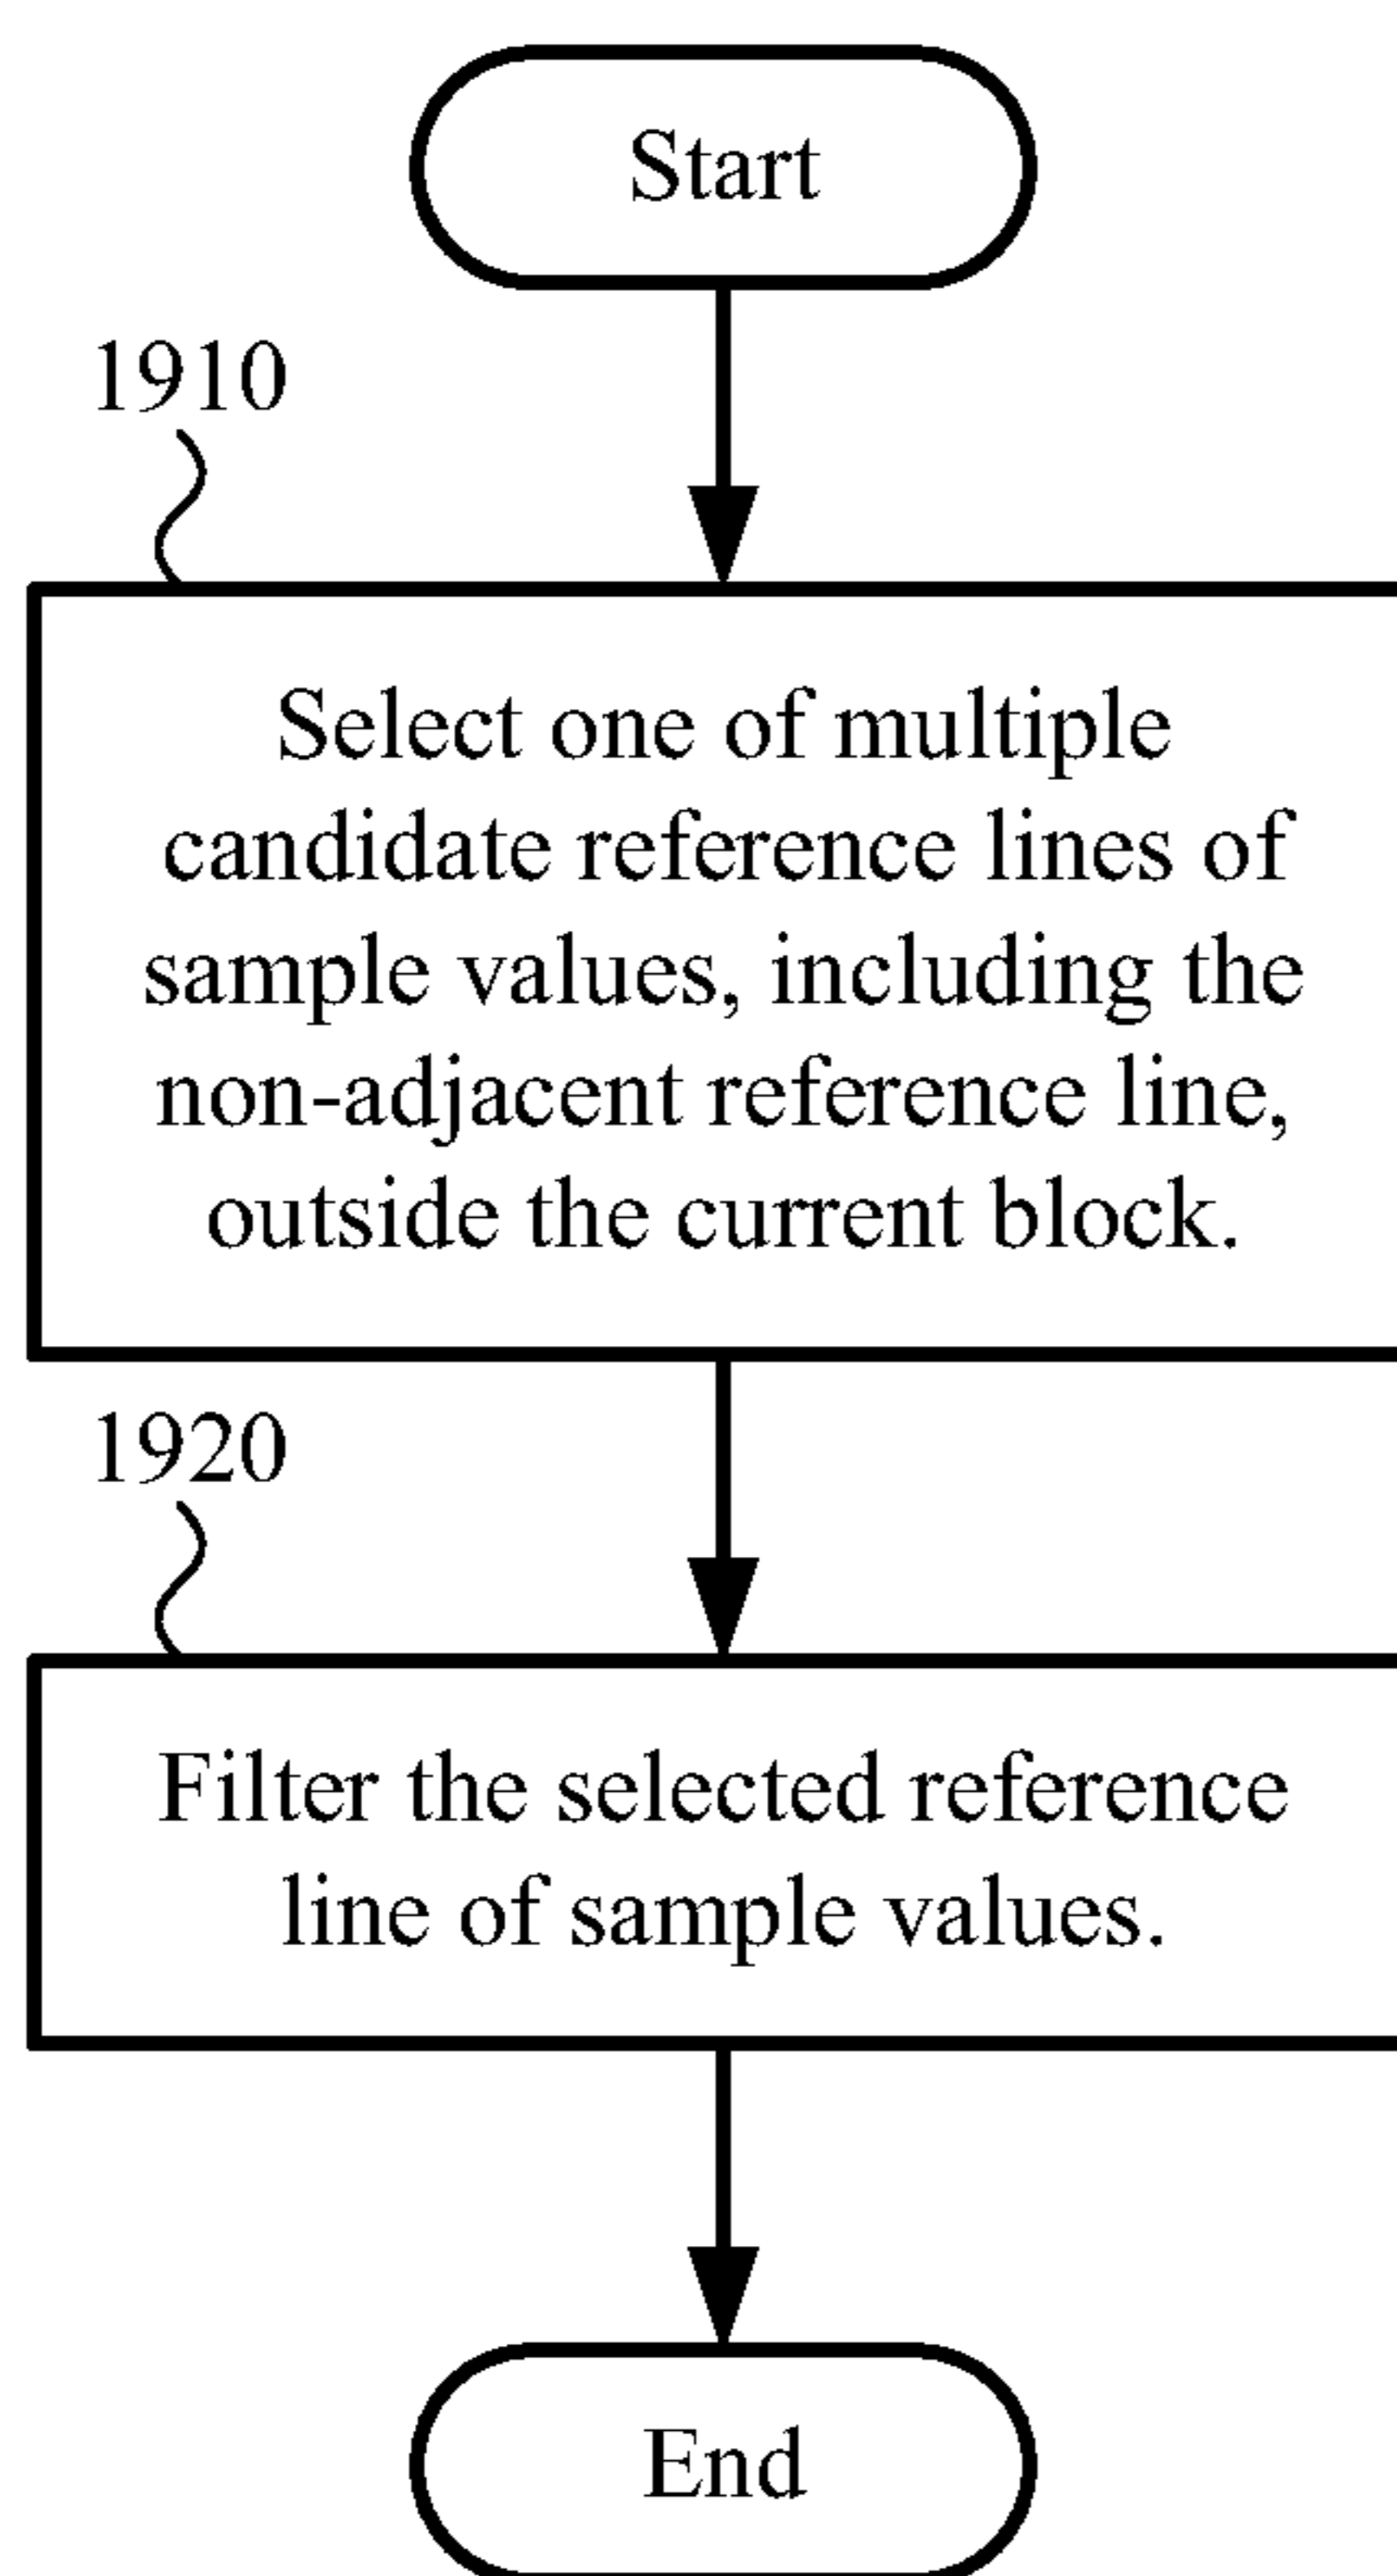 Start
1910
Select one of multiple
candidate reference lines of
sample values, including the
non-adjacent reference line,
outside the current block.
1920
Filter the selected reference
line of sample values.
End